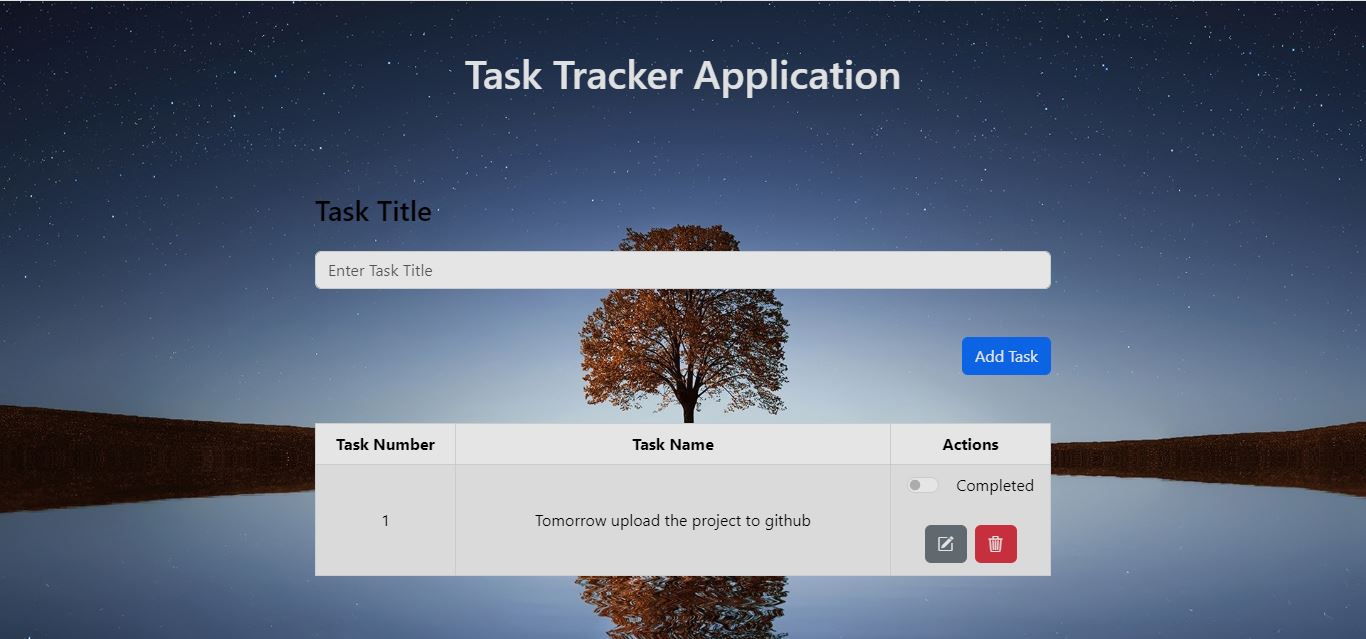 Task Tracker Application
Task Title
Enter Task Title
Add Task
Task Number Task Name Actions
Completed
1 Tomorrow upload the project to github